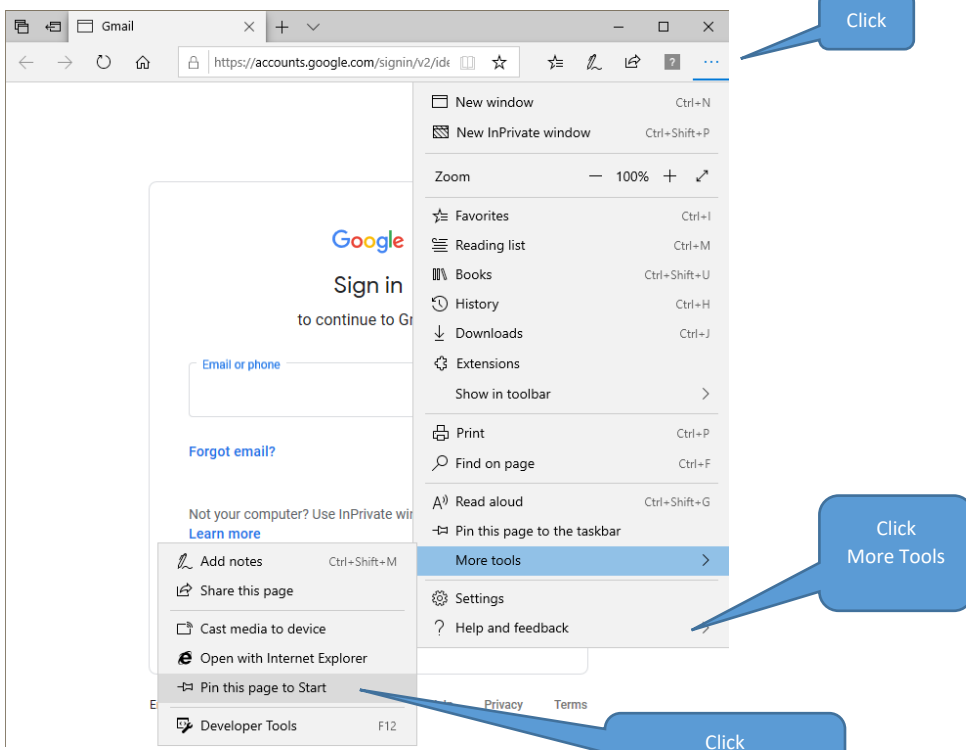 Click
Gmail
https://accounts.google.com/signin/v2/ide
New window Ctrl+N
New InPrivate window Ctrl+Shift+P
Zoom — 100% +
Favorites Ctrl+I
Reading list Ctrl+M
Books Ctrl+Shift+U
History Ctrl+H
Downloads Ctrl+J
Extensions
Show in toolbar
Print Ctrl+P
Find on page Ctrl+F
Read aloud Ctrl+Shift+G
Pin this page to the taskbar
More tools
Settings
? Help and feedback
Google
Sign in
to continue to
Email or phone
Forgot email?
Not your computer? Use InPrivate
Learn more
Add notes Ctrl+Shift+M
Share this page
Cast media to device
Open with Internet Explorer
Pin this page to Start
Developer Tools F12
Privacy Terms
Click
More Tools
Click